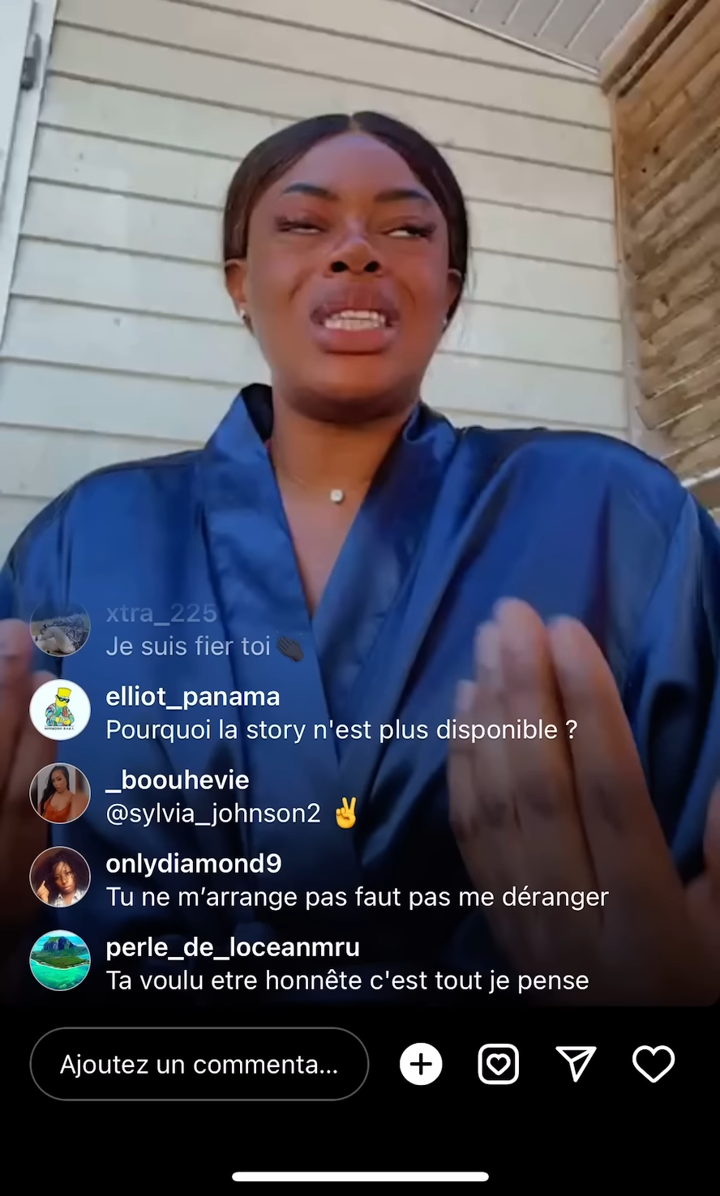 xtra_225
Je suis fier toi 👏🏿
elliot_panama
Pourquoi la story n'est plus disponible ?
_boouhevie
@sylvia_johnson2 ✌️
onlydiamond9
Tu ne m’arrange pas faut pas me déranger
perle_de_loceanmru
Ta voulu etre honnête c'est tout je pense
Ajoutez un commenta...